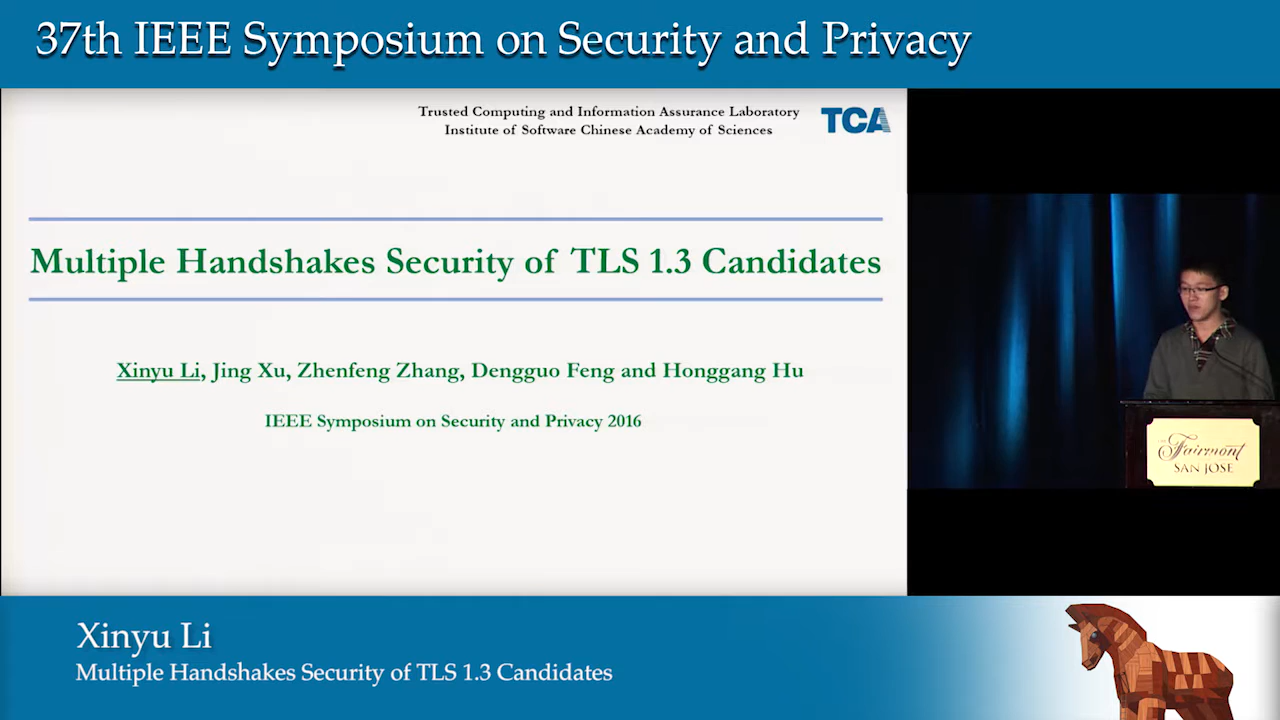 37th IEEE Symposium on Security and Privacy
Trusted Computing and Information Assurance Laboratory
Institute of Software Chinese Academy of Sciences
TCA
Multiple Handshakes Security of TLS 1.3 Candidates
Xinyu Li, Jing Xu, Zhenfeng Zhang, Dengguo Feng and Honggang Hu
IEEE Symposium on Security and Privacy 2016
Fairmont
SAN JOSE
Xinyu Li
Multiple Handshakes Security of TLS 1.3 Candidates